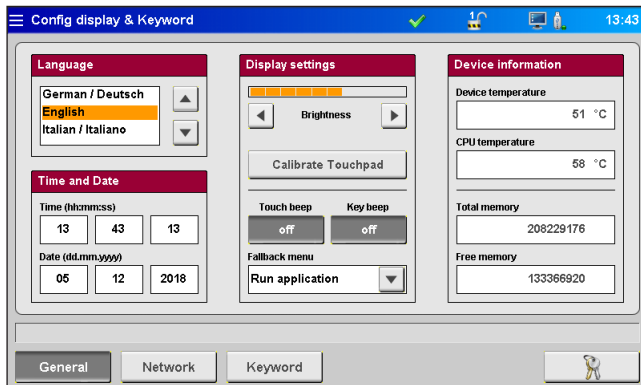 Config display & Keyword
13:43
Language
German / Deutsch
English
Italian / Italiano
Time and Date
Time (hh:mm:ss)
13 43 13
Date (dd.mm.yyyy)
05 12 2018
Display settings
Brightness
Calibrate Touchpad
Touch beep Key beep
off off
Fallback menu
Run application
Device information
Device temperature
51 °C
CPU temperature
58 °C
Total memory
208229176
Free memory
133366920
General Network Keyword